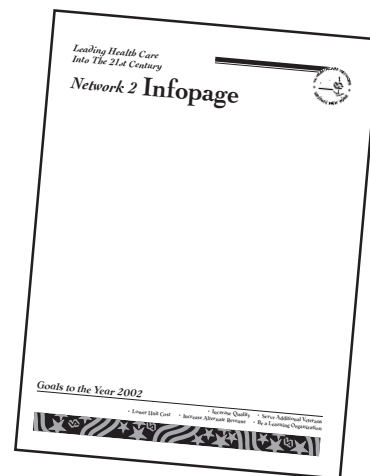 Leading Health Care
Into The 21st Century
Network 2 Infopage
Goals to the Year 2002
· Lower Unit Cost · Increase Quality · Serve Additional Veterans
· Increase Alternate Revenue · Be a Learning Organization